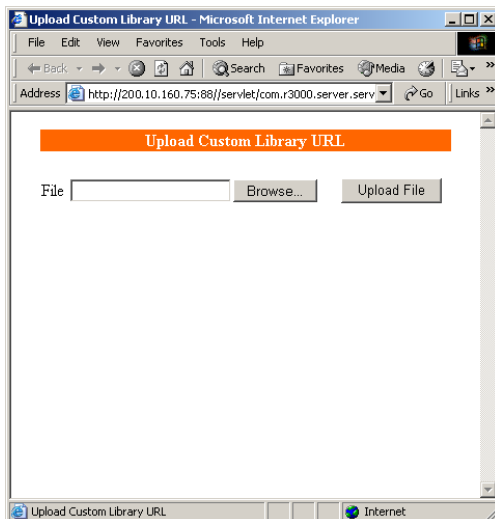 Upload Custom Library URL - Microsoft Internet Explorer
File Edit View Favorites Tools Help
Back Search Favorites Media »
Address http://200.10.160.75:88//servlet/com.r3000.server.serv Go Links »
Upload Custom Library URL
File Browse... Upload File
Upload Custom Library URL Internet